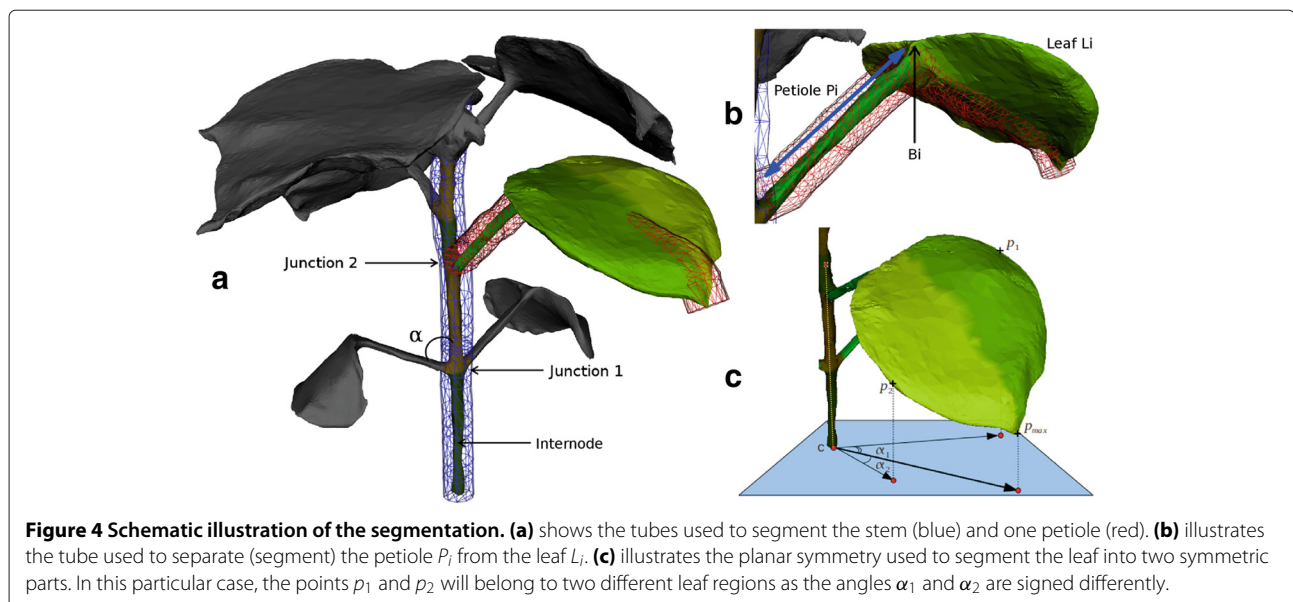 a
Junction 2
α
Junction 1
Internode
b
Leaf Li
Petiole Pi
Bi
c
p1
p2
pmax
C
α1
α2
Figure 4 Schematic illustration of the segmentation. (a) shows the tubes used to segment the stem (blue) and one petiole (red). (b) illustrates
the tube used to separate (segment) the petiole Pi from the leaf Li. (c) illustrates the planar symmetry used to segment the leaf into two symmetric
parts. In this particular case, the points p1 and p2 will belong to two different leaf regions as the angles α1 and α2 are signed differently.